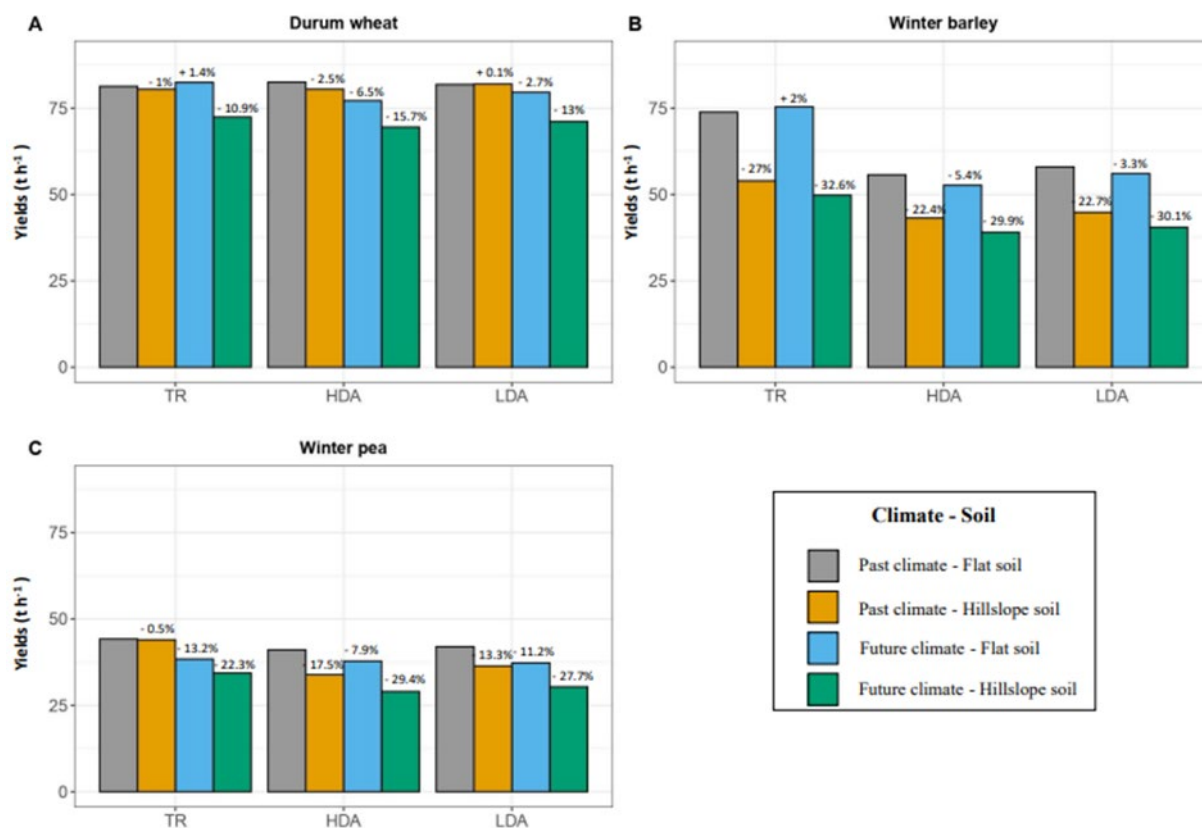 A
Durum wheat
Yields (t h⁻¹)
75
50
25
0
- 1%
+ 1.4%
- 10.9%
- 2.5%
- 6.5%
- 15.7%
+ 0.1%
- 2.7%
- 13%
TR
HDA
LDA
B
Winter barley
Yields (t h⁻¹)
75
50
25
0
- 27%
+ 2%
- 32.6%
- 22.4%
- 5.4%
- 29.9%
- 22.7%
- 3.3%
- 30.1%
TR
HDA
LDA
C
Winter pea
Yields (t h⁻¹)
75
50
25
0
- 0.5%
- 13.2%
- 22.3%
- 17.5%
- 7.9%
- 29.4%
- 13.3%
- 11.2%
- 27.7%
TR
HDA
LDA
Climate - Soil
Past climate - Flat soil
Past climate - Hillslope soil
Future climate - Flat soil
Future climate - Hillslope soil